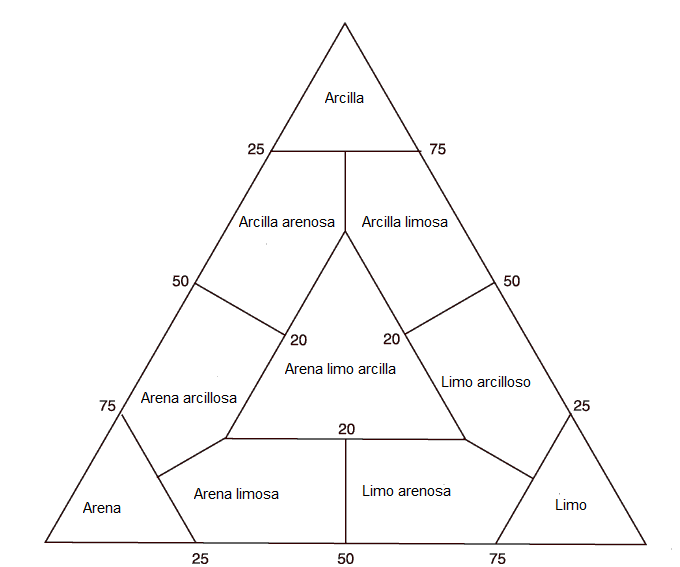 Arcilla
25
75
Arcilla arenosa
Arcilla limosa
50
50
20
20
Arena limo arcilla
Limo arcilloso
Arena arcillosa
75
25
20
Arena limosa
Limo arenosa
Arena
Limo
25
50
75